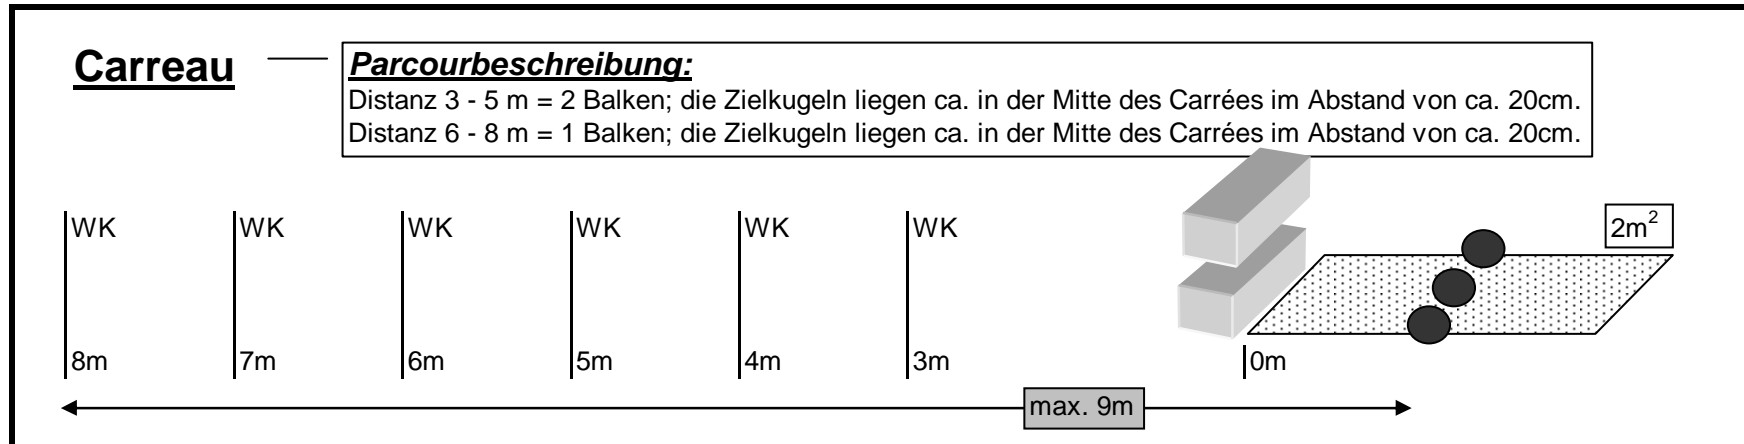 Carreau
Parcourbeschreibung:
Distanz 3 - 5 m = 2 Balken; die Zielkugeln liegen ca. in der Mitte des Carrées im Abstand von ca. 20cm.
Distanz 6 - 8 m = 1 Balken; die Zielkugeln liegen ca. in der Mitte des Carrées im Abstand von ca. 20cm.
WK WK WK WK WK WK 2m²
8m 7m 6m 5m 4m 3m 0m
max. 9m